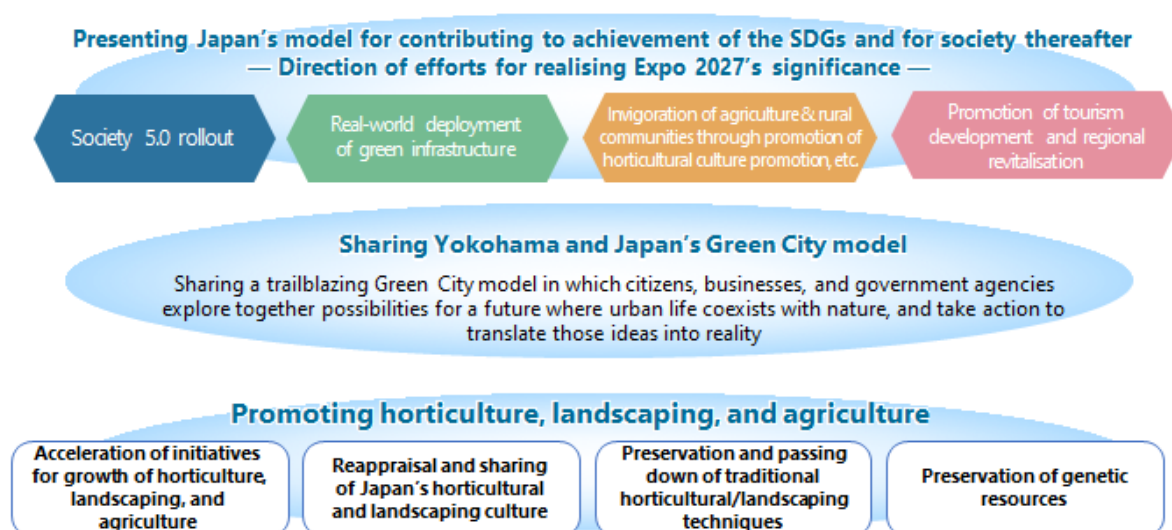 Presenting Japan's model for contributing to achievement of the SDGs and for society thereafter
— Direction of efforts for realising Expo 2027's significance —
Society 5.0 rollout
Real-world deployment
of green infrastructure
Invigoration of agriculture & rural
communities through promotion of
horticultural culture promotion, etc.
Promotion of tourism
development and regional
revitalisation
Sharing Yokohama and Japan's Green City model
Sharing a trailblazing Green City model in which citizens, businesses, and government agencies
explore together possibilities for a future where urban life coexists with nature, and take action to
translate those ideas into reality
Promoting horticulture, landscaping, and agriculture
Acceleration of initiatives
for growth of horticulture,
landscaping, and
agriculture
Reappraisal and sharing
of Japan's horticultural
and landscaping culture
Preservation and passing
down of traditional
horticultural/landscaping
techniques
Preservation of genetic
resources